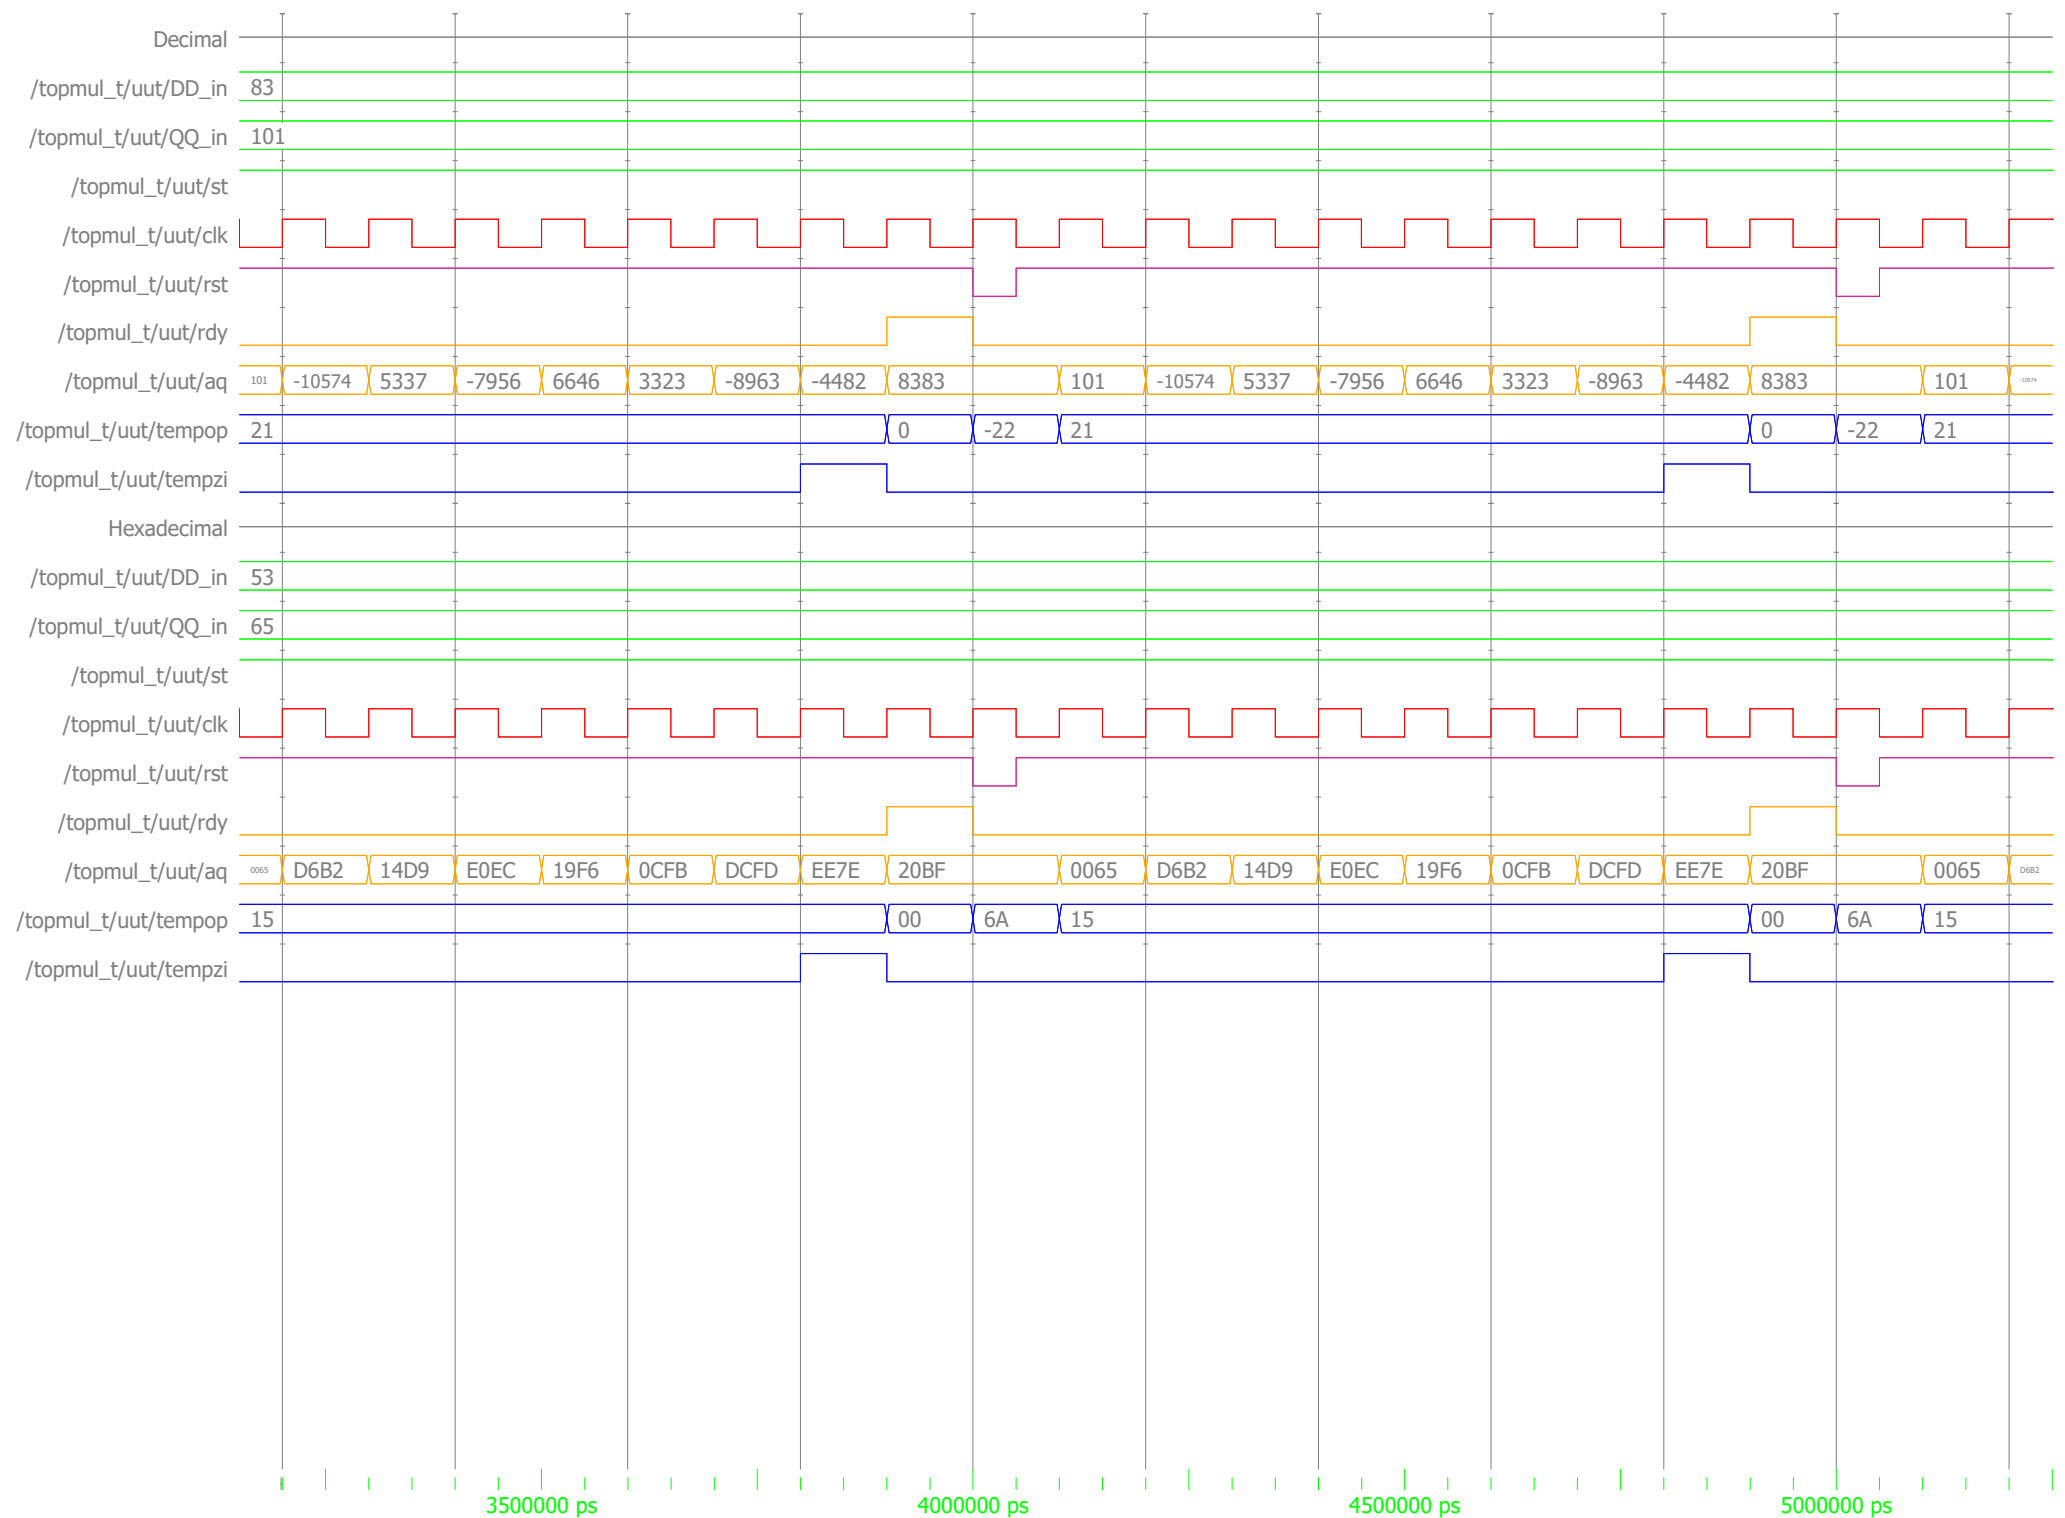 Decimal
/topmul_t/uut/DD_in 83
/topmul_t/uut/QQ_in 101
/topmul_t/uut/st
/topmul_t/uut/clk
/topmul_t/uut/rst
/topmul_t/uut/rdy
/topmul_t/uut/aq 101 -10574 5337 -7956 6646 3323 -8963 -4482 8383 101 -10574 5337 -7956 6646 3323 -8963 -4482 8383 101 -10574
/topmul_t/uut/tempop 21 0 -22 21 0 -22 21
/topmul_t/uut/tempzi
Hexadecimal
/topmul_t/uut/DD_in 53
/topmul_t/uut/QQ_in 65
/topmul_t/uut/st
/topmul_t/uut/clk
/topmul_t/uut/rst
/topmul_t/uut/rdy
/topmul_t/uut/aq 0065 D6B2 14D9 E0EC 19F6 0CFB DCFD EE7E 20BF 0065 D6B2 14D9 E0EC 19F6 0CFB DCFD EE7E 20BF 0065 D6B2
/topmul_t/uut/tempop 15 00 6A 15 00 6A 15
/topmul_t/uut/tempzi
3500000 ps 4000000 ps 4500000 ps 5000000 ps